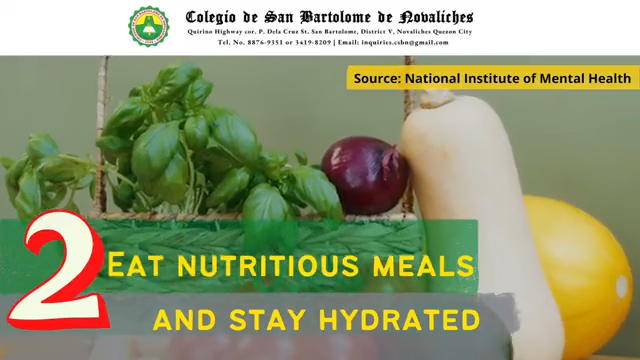 Colegio de San Bartolome de Novaliches
Quirino Highway cor. P. Dela Cruz St. San Bartolome, District V, Novaliches Quezon City
Tel. No. 8876-9351 or 3419-8209 | Email: inquiries.csbn@gmail.com
Source: National Institute of Mental Health
2 EAT NUTRITIOUS MEALS
AND STAY HYDRATED